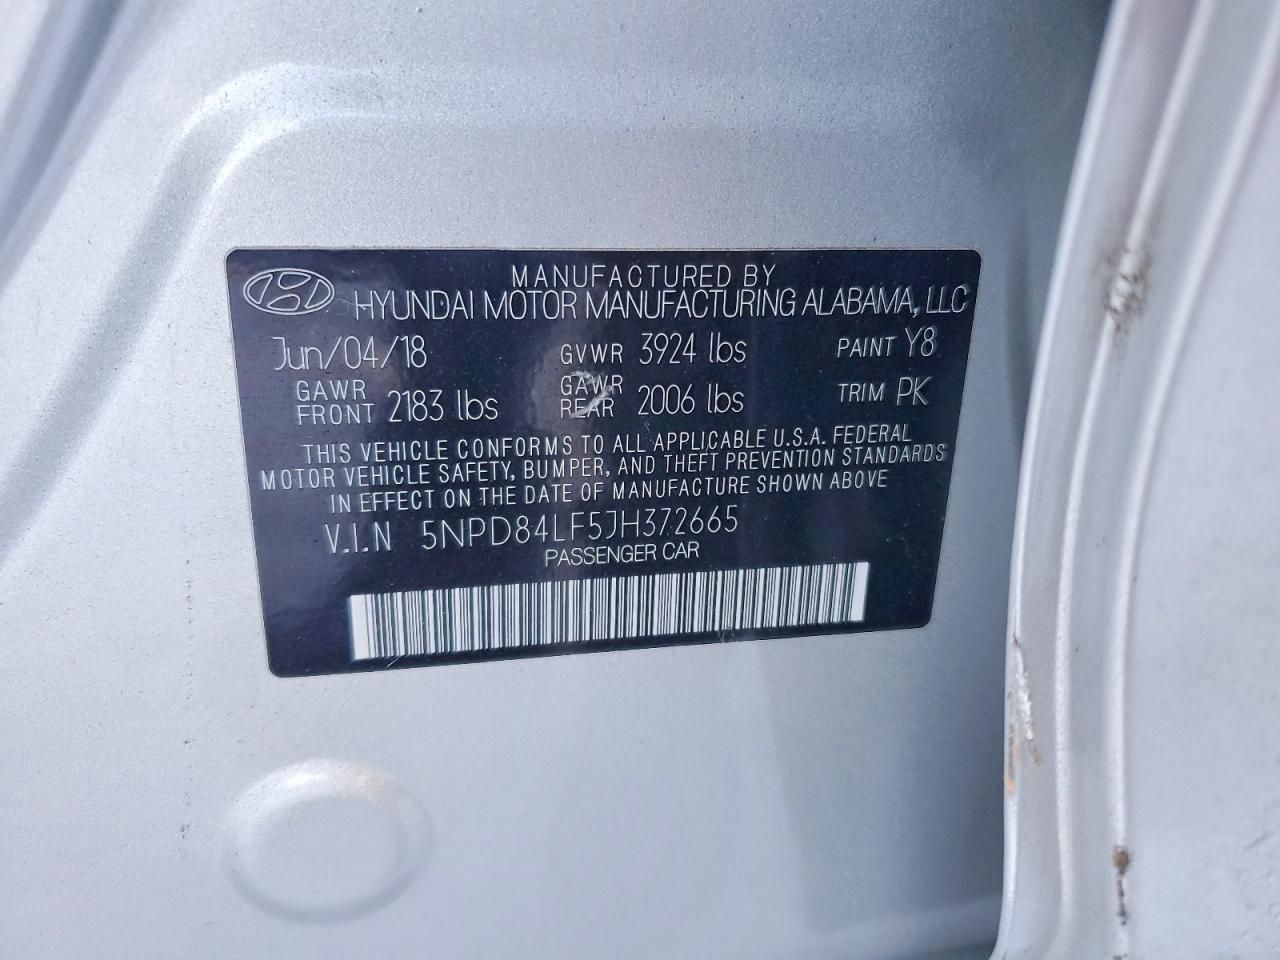 MANUFACTURED BY
HYUNDAI MOTOR MANUFACTURING ALABAMA, LLC
Jun/04/18 GVWR 3924 lbs PAINT Y8
GAWR FRONT 2183 lbs GAWR REAR 2006 lbs TRIM PK
THIS VEHICLE CONFORMS TO ALL APPLICABLE U.S.A. FEDERAL
MOTOR VEHICLE SAFETY, BUMPER, AND THEFT PREVENTION STANDARDS
IN EFFECT ON THE DATE OF MANUFACTURE SHOWN ABOVE
V.I.N 5NPD84LF5JH372665
PASSENGER CAR